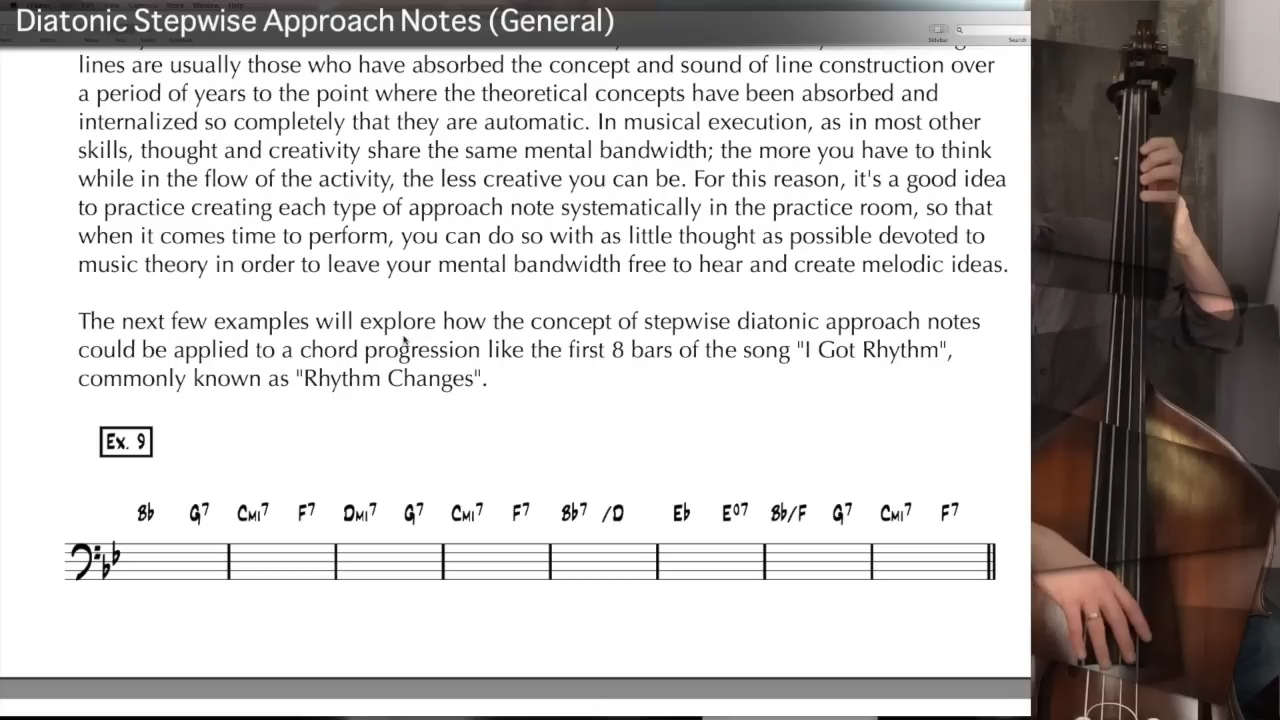 Diatonic Stepwise Approach Notes (General)
Sidebar
Search
lines are usually those who have absorbed the concept and sound of line construction over
a period of years to the point where the theoretical concepts have been absorbed and
internalized so completely that they are automatic. In musical execution, as in most other
skills, thought and creativity share the same mental bandwidth; the more you have to think
while in the flow of the activity, the less creative you can be. For this reason, it's a good idea
to practice creating each type of approach note systematically in the practice room, so that
when it comes time to perform, you can do so with as little thought as possible devoted to
music theory in order to leave your mental bandwidth free to hear and create melodic ideas.
The next few examples will explore how the concept of stepwise diatonic approach notes
could be applied to a chord progression like the first 8 bars of the song "I Got Rhythm",
commonly known as "Rhythm Changes".
Ex. 9
Bb G7 CMI7 F7 DMI7 G7 CMI7 F7 Bb7 /D Eb Eo7 Bb/F G7 CMI7 F7